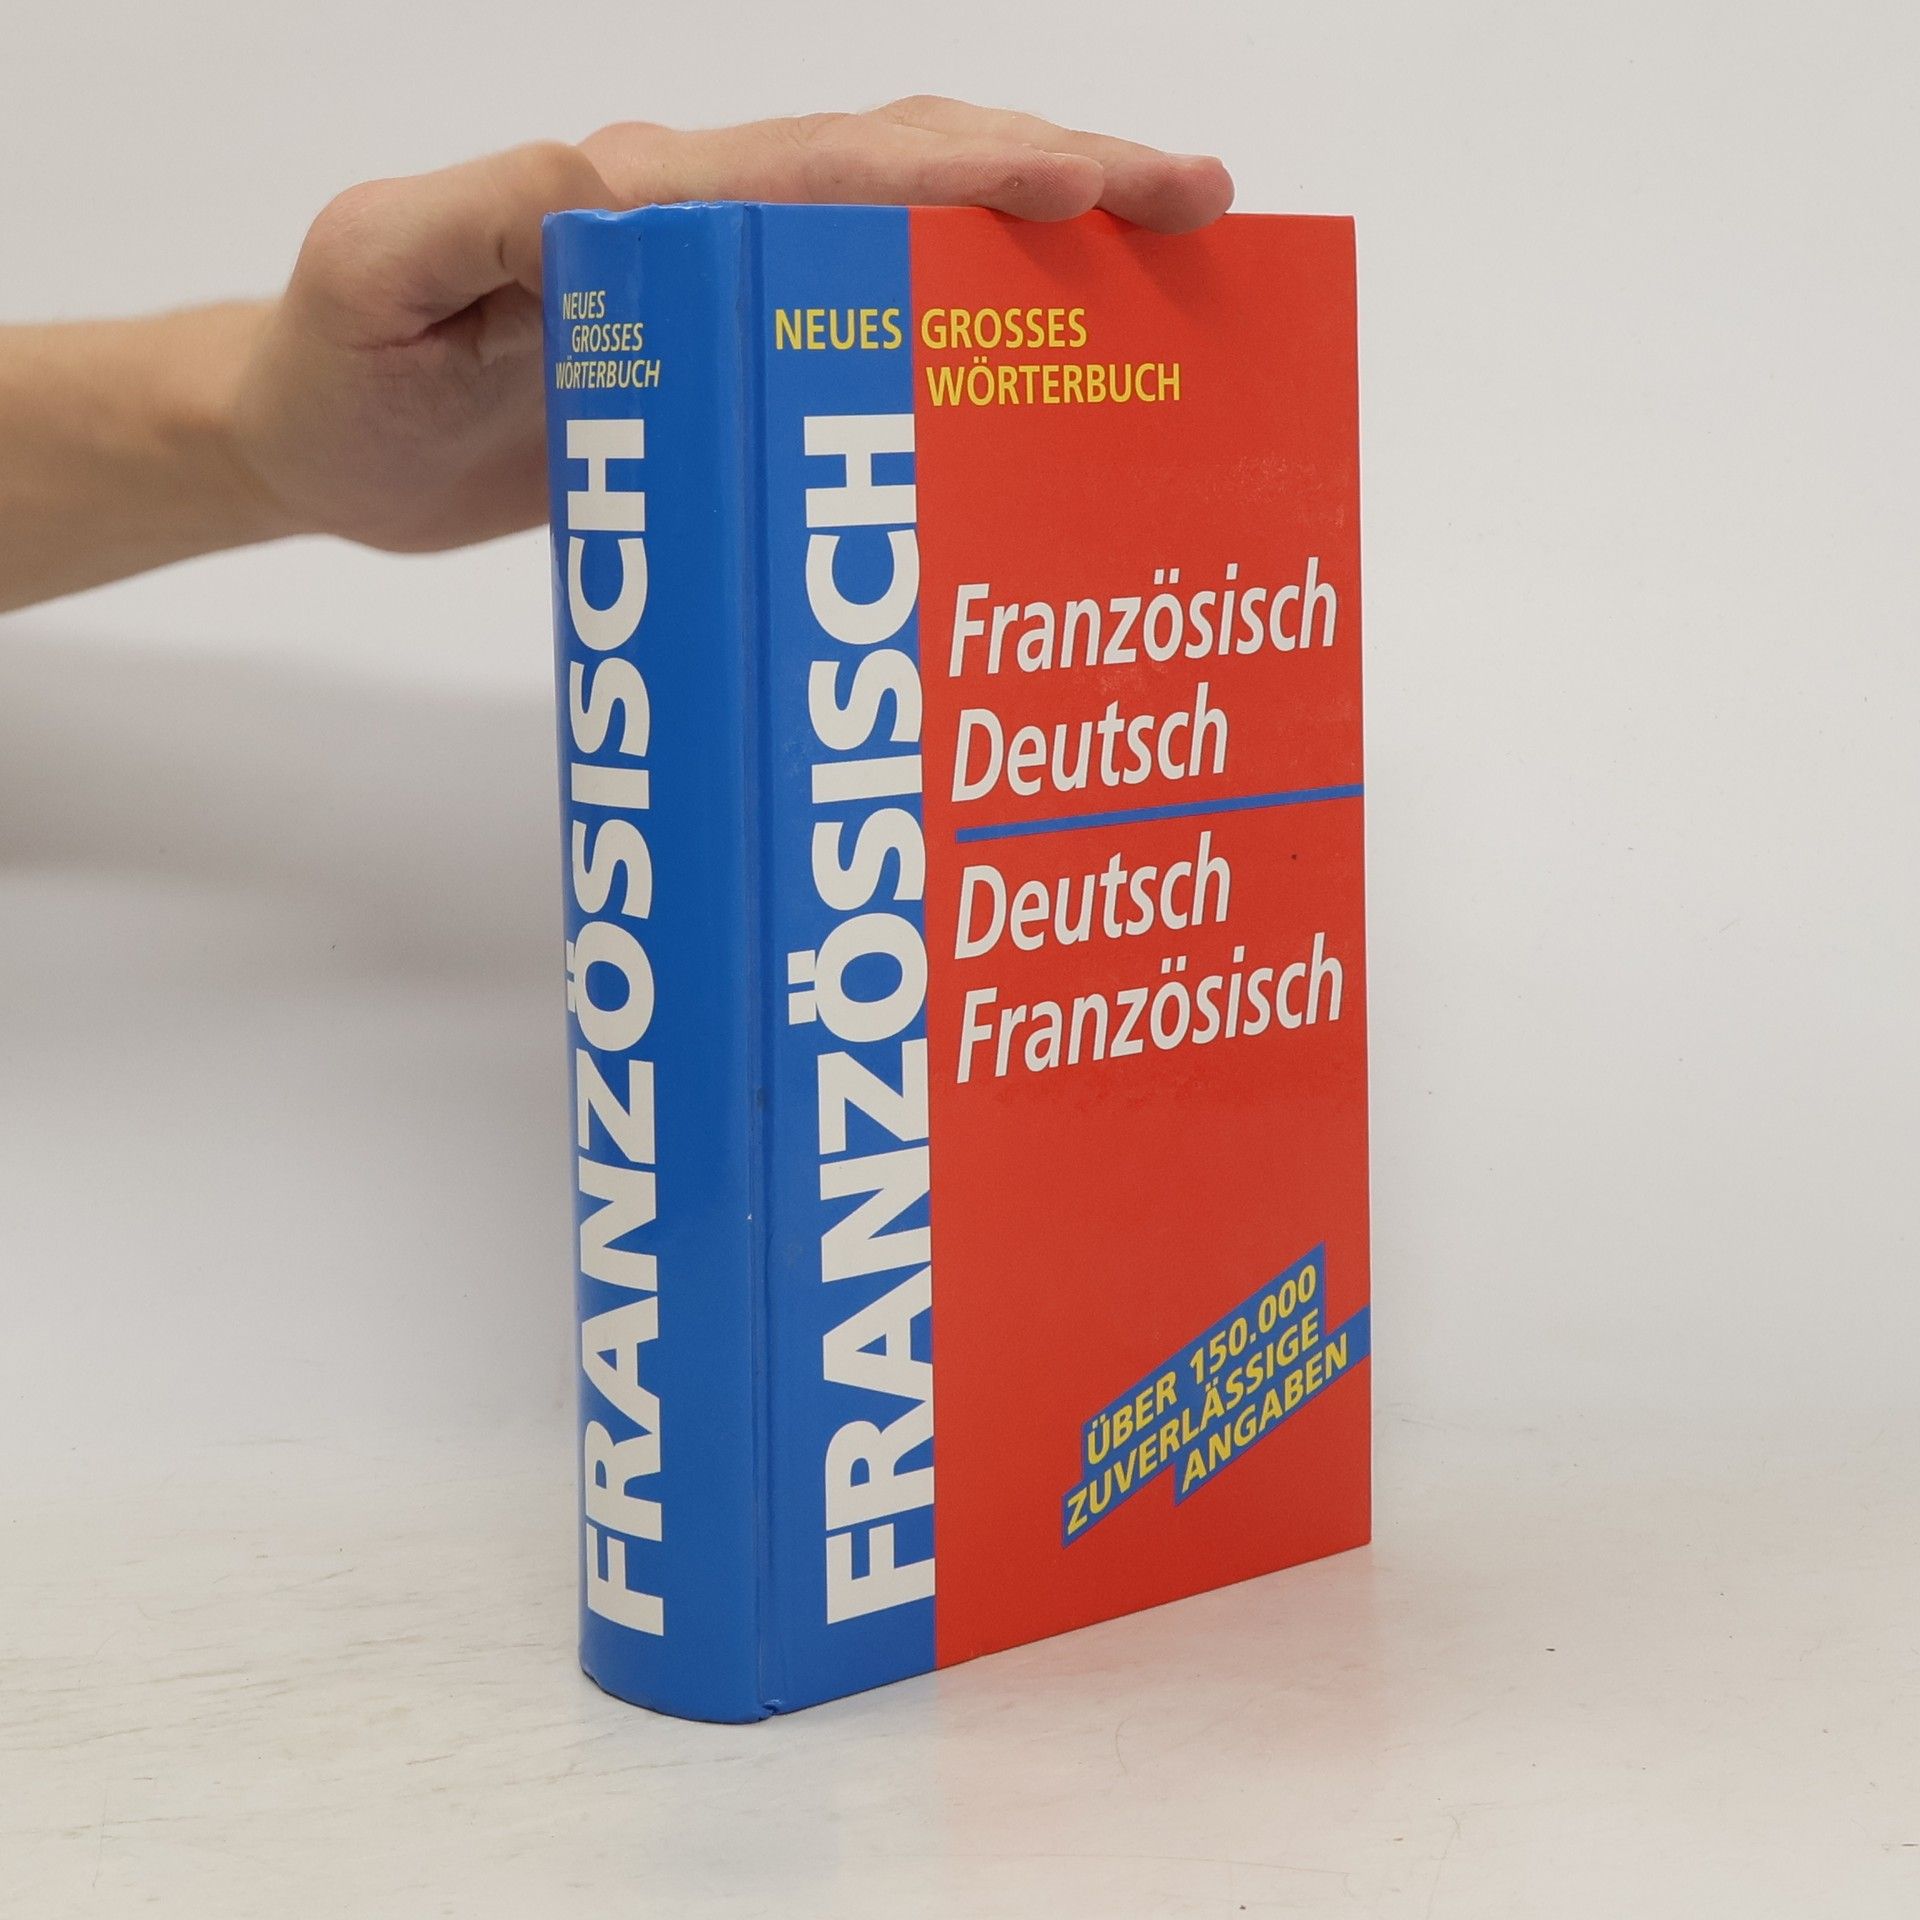 NEUES
GROSSES
WÖRTERBUCH
FRANZÖSISCH
NEUES GROSSES
WÖRTERBUCH
FRANZÖSISCH
Französisch
Deutsch
Deutsch
Französisch
ÜBER 150.000
ZUVERLÄSSIGE
ANGABEN